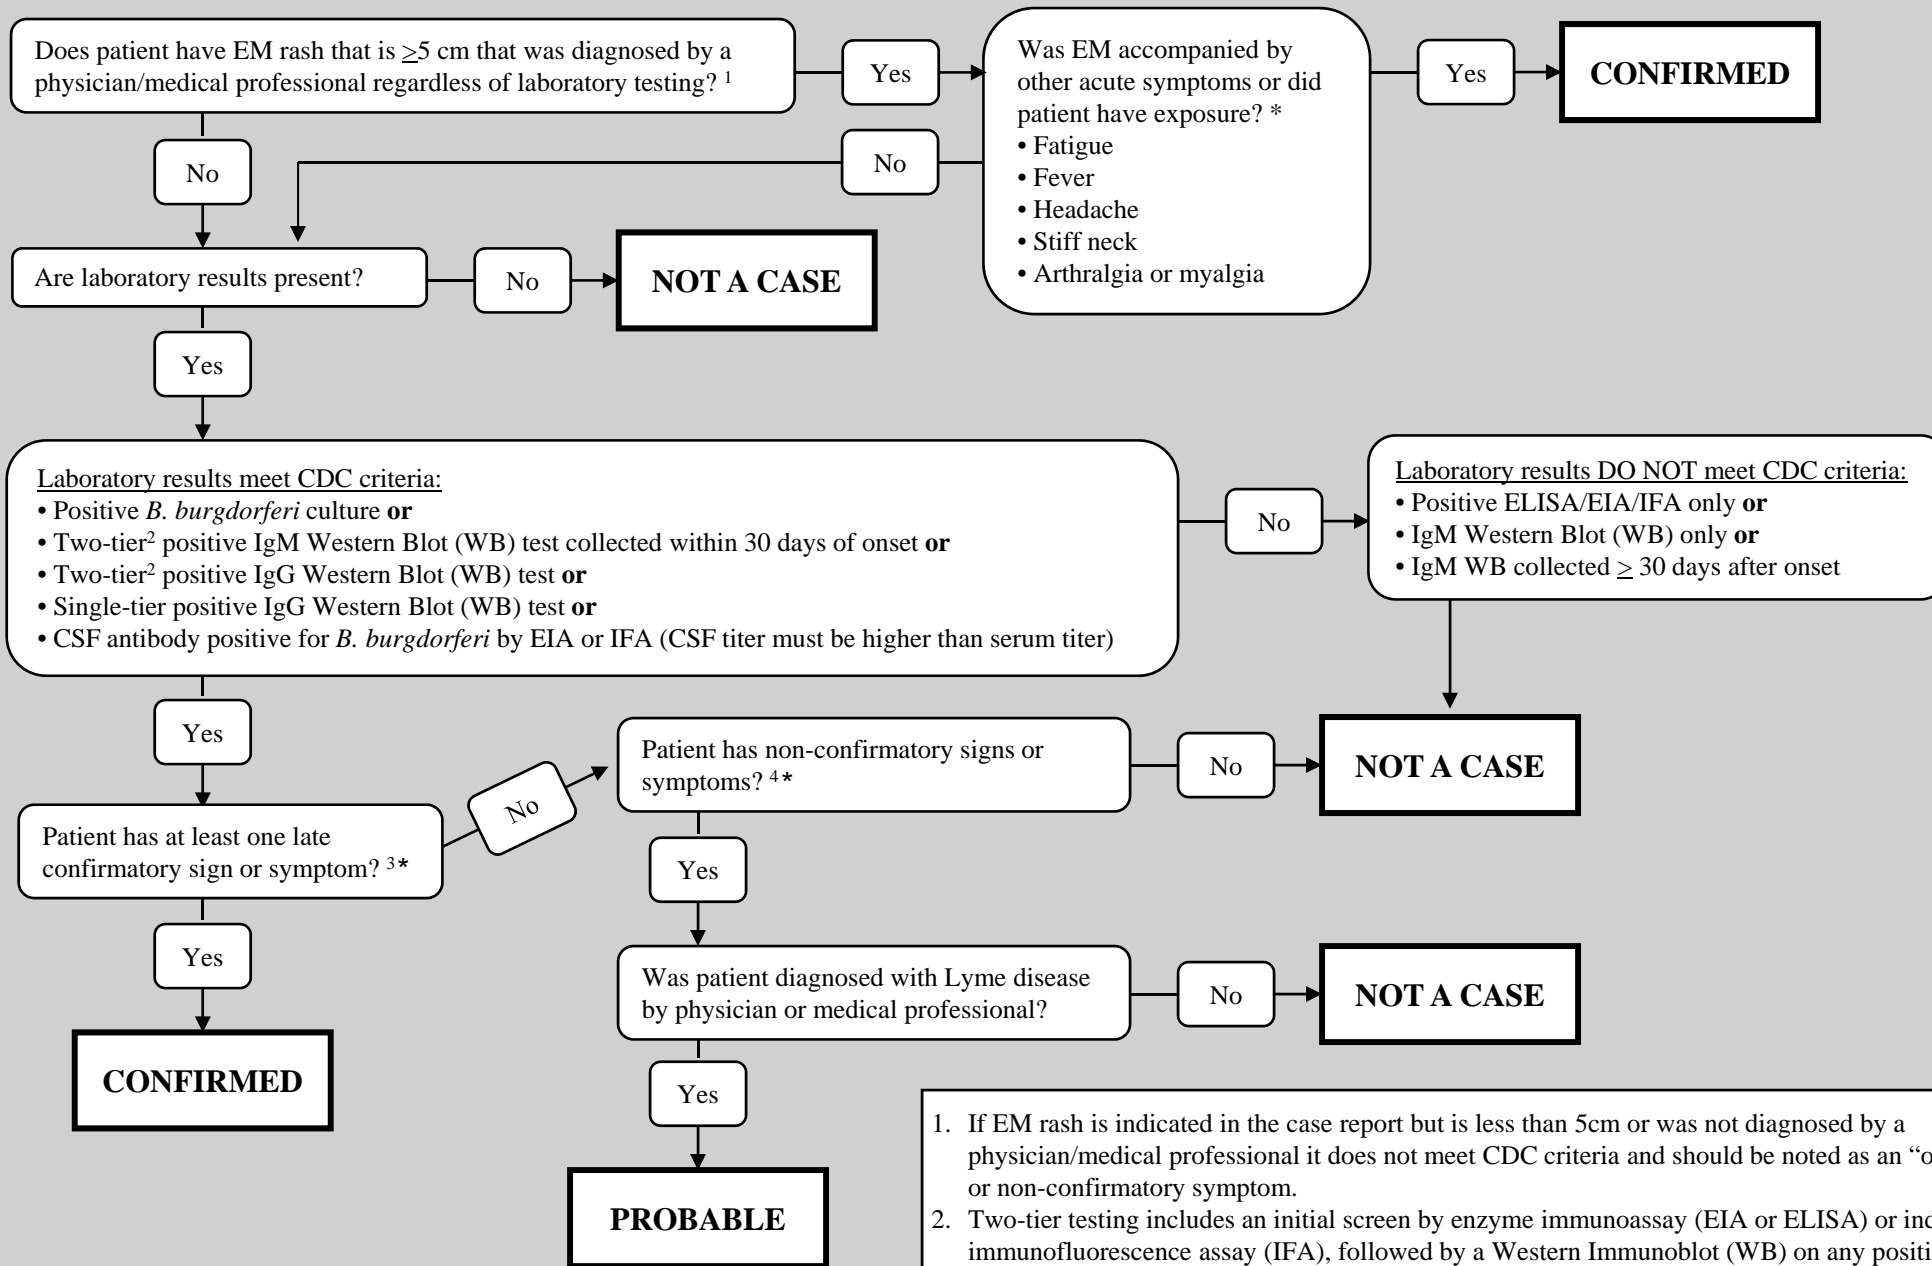 Does patient have EM rash that is ≥5 cm that was diagnosed by a
physician/medical professional regardless of laboratory testing? ¹
Yes
Was EM accompanied by
other acute symptoms or did
patient have exposure? *
• Fatigue
• Fever
• Headache
• Stiff neck
• Arthralgia or myalgia
Yes
CONFIRMED
No
No
Are laboratory results present?
No
NOT A CASE
Yes
Laboratory results meet CDC criteria:
• Positive B. burgdorferi culture or
• Two-tier² positive IgM Western Blot (WB) test collected within 30 days of onset or
• Two-tier² positive IgG Western Blot (WB) test or
• Single-tier positive IgG Western Blot (WB) test or
• CSF antibody positive for B. burgdorferi by EIA or IFA (CSF titer must be higher than serum titer)
No
Laboratory results DO NOT meet CDC criteria:
• Positive ELISA/EIA/IFA only or
• IgM Western Blot (WB) only or
• IgM WB collected ≥ 30 days after onset
Yes
Patient has at least one late
confirmatory sign or symptom? ³*
No
Patient has non-confirmatory signs or
symptoms? ⁴*
No
NOT A CASE
Yes
Yes
Was patient diagnosed with Lyme disease
by physician or medical professional?
No
NOT A CASE
CONFIRMED
Yes
PROBABLE
1. If EM rash is indicated in the case report but is less than 5cm or was not diagnosed by a
physician/medical professional it does not meet CDC criteria and should be noted as an
or non-confirmatory symptom.
2. Two-tier testing includes an initial screen by enzyme immunoassay (EIA or ELISA) or
immunofluorescence assay (IFA), followed by a Western Immunoblot (WB) on any